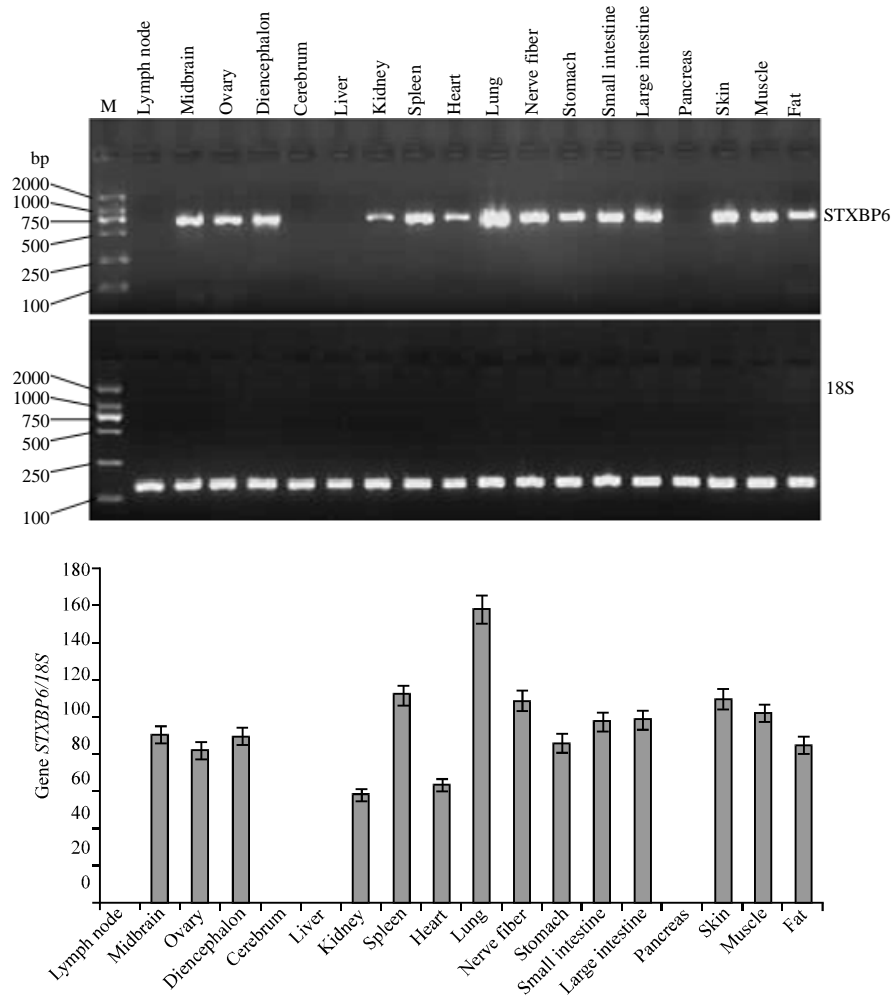 M
Lymph node
Midbrain
Ovary
Diencephalon
Cerebrum
Liver
Kidney
Spleen
Heart
Lung
Nerve fiber
Stomach
Small intestine
Large intestine
Pancreas
Skin
Muscle
Fat
bp
2000
1000
750
500
250
100
STXBP6
2000
1000
750
500
250
100
18S
Gene STXBP6/18S
180
160
140
120
100
80
60
40
20
0
Lymph node
Midbrain
Ovary
Diencephalon
Cerebrum
Liver
Kidney
Spleen
Heart
Lung
Nerve fiber
Stomach
Small intestine
Large intestine
Pancreas
Skin
Muscle
Fat